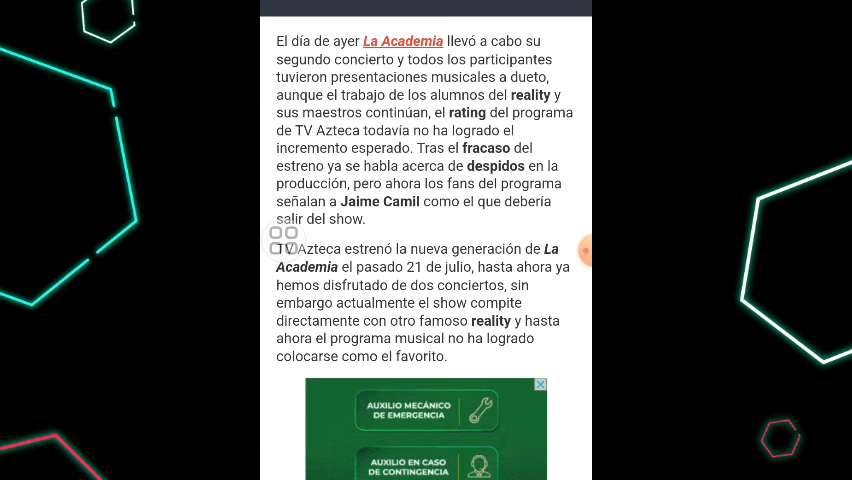 El día de ayer La Academia llevó a cabo su
segundo concierto y todos los participantes
tuvieron presentaciones musicales a dueto,
aunque el trabajo de los alumnos del reality y
sus maestros continúan, el rating del programa
de TV Azteca todavía no ha logrado el
incremento esperado. Tras el fracaso del
estreno ya se habla acerca de despidos en la
producción, pero ahora los fans del programa
señalan a Jaime Camil como el que debería
salir del show.
TV Azteca estrenó la nueva generación de La
Academia el pasado 21 de julio, hasta ahora ya
hemos disfrutado de dos conciertos, sin
embargo actualmente el show compite
directamente con otro famoso reality y hasta
ahora el programa musical no ha logrado
colocarse como el favorito.
AUXILIO MECÁNICO
DE EMERGENCIA
AUXILIO EN CASO
DE CONTINGENCIA